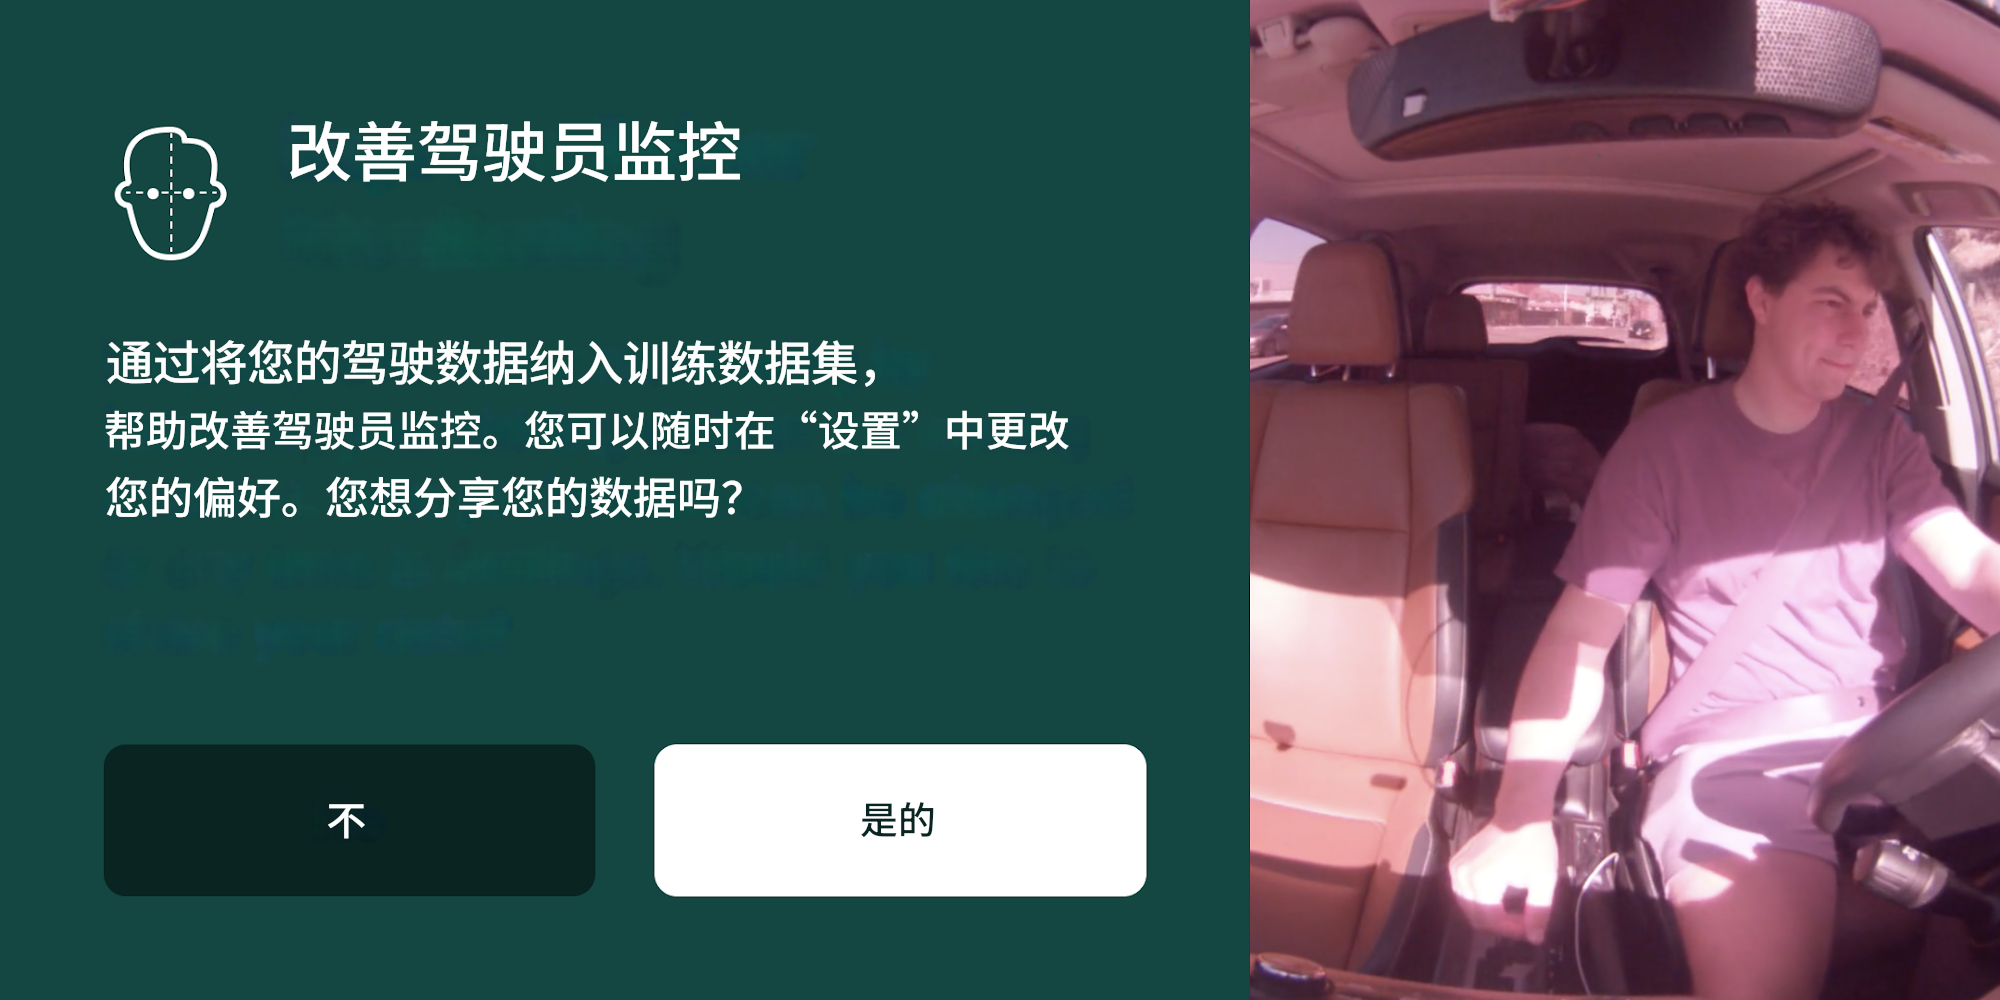 改善驾驶员监控
通过将您的驾驶数据纳入训练数据集，
帮助改善驾驶员监控。您可以随时在“设置”中更改
您的偏好。您想分享您的数据吗？
不
是的